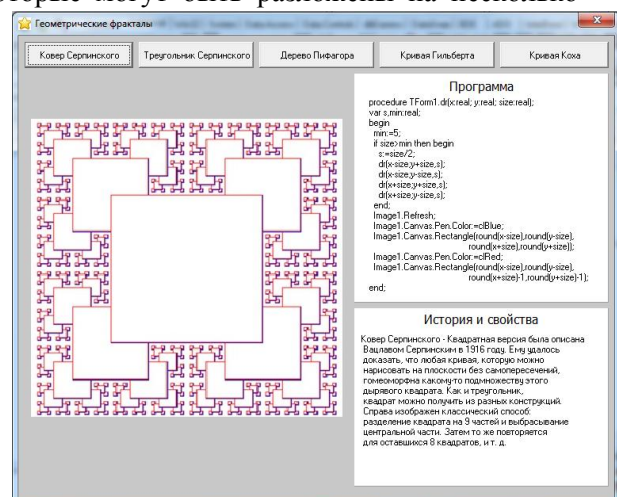 могут быть разложены на несколько
Геометрические фракталы
Ковер Серпинского Треугольник Серпинского Дерево Пифагора Кривая Гильберта Кривая Коха
Программа
procedure TForm1.dr(x:real; y:real; size:real);
var s,min:real;
begin
min:=5;
if size>min then begin
s:=size/2;
dr(x-size;y+size,s);
dr(x-size;y-size,s);
dr(x+size;y+size,s);
dr(x+size;y-size,s);
end;
Image1.Refresh;
Image1.Canvas.Pen.Color:=clBlue;
Image1.Canvas.Rectangle(round(x-size),round(y-size),
round(x+size),round(y+size));
Image1.Canvas.Pen.Color:=clRed;
Image1.Canvas.Rectangle(round(x-size),round(y-size),
round(x+size)-1,round(y+size)-1);
end;
История и свойства
Ковер Серпинского - Квадратная версия была описана
Вацлавом Серпинским в 1916 году. Ему удалось
доказать, что любая кривая, которую можно
нарисовать на плоскости без самопересечений,
гомеоморфна какому-то подмножеству этого
дырявого квадрата. Как и треугольник,
квадрат можно получить из разных конструкций.
Справа изображен классический способ:
разделение квадрата на 9 частей и выбрасывание
центральной части. Затем то же повторяется
для оставшихся 8 квадратов, и т. д.